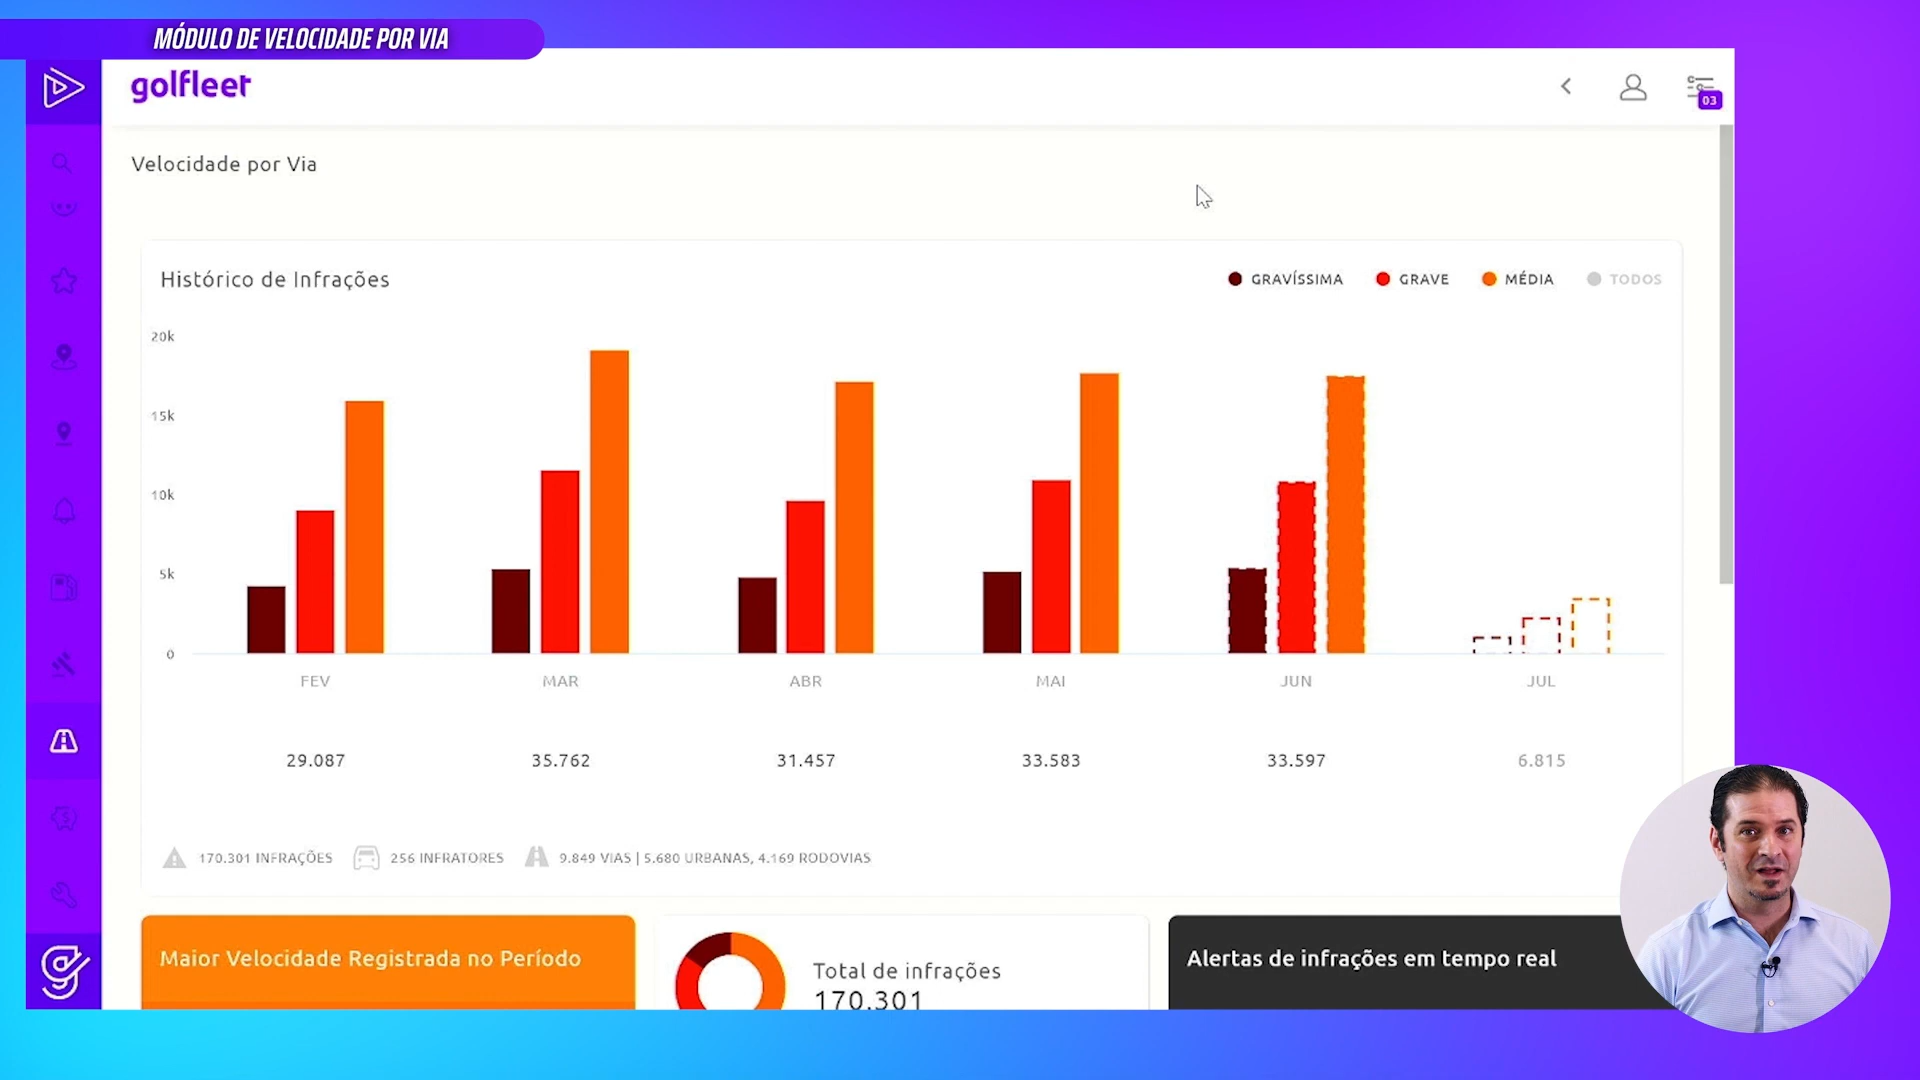 MÓDULO DE VELOCIDADE POR VIA
golfleet
03
Velocidade por Via
Histórico de Infrações
GRAVÍSSIMA GRAVE MÉDIA TODOS
20k
15k
10k
5k
0
FEV MAR ABR MAI JUN JUL
29.087 35.762 31.457 33.583 33.597 6.815
170.301 INFRAÇÕES 256 INFRATORES 9.849 VIAS | 5.680 URBANAS, 4.169 RODOVIAS
Maior Velocidade Registrada no Período
Total de infrações
170.301
Alertas de infrações em tempo real